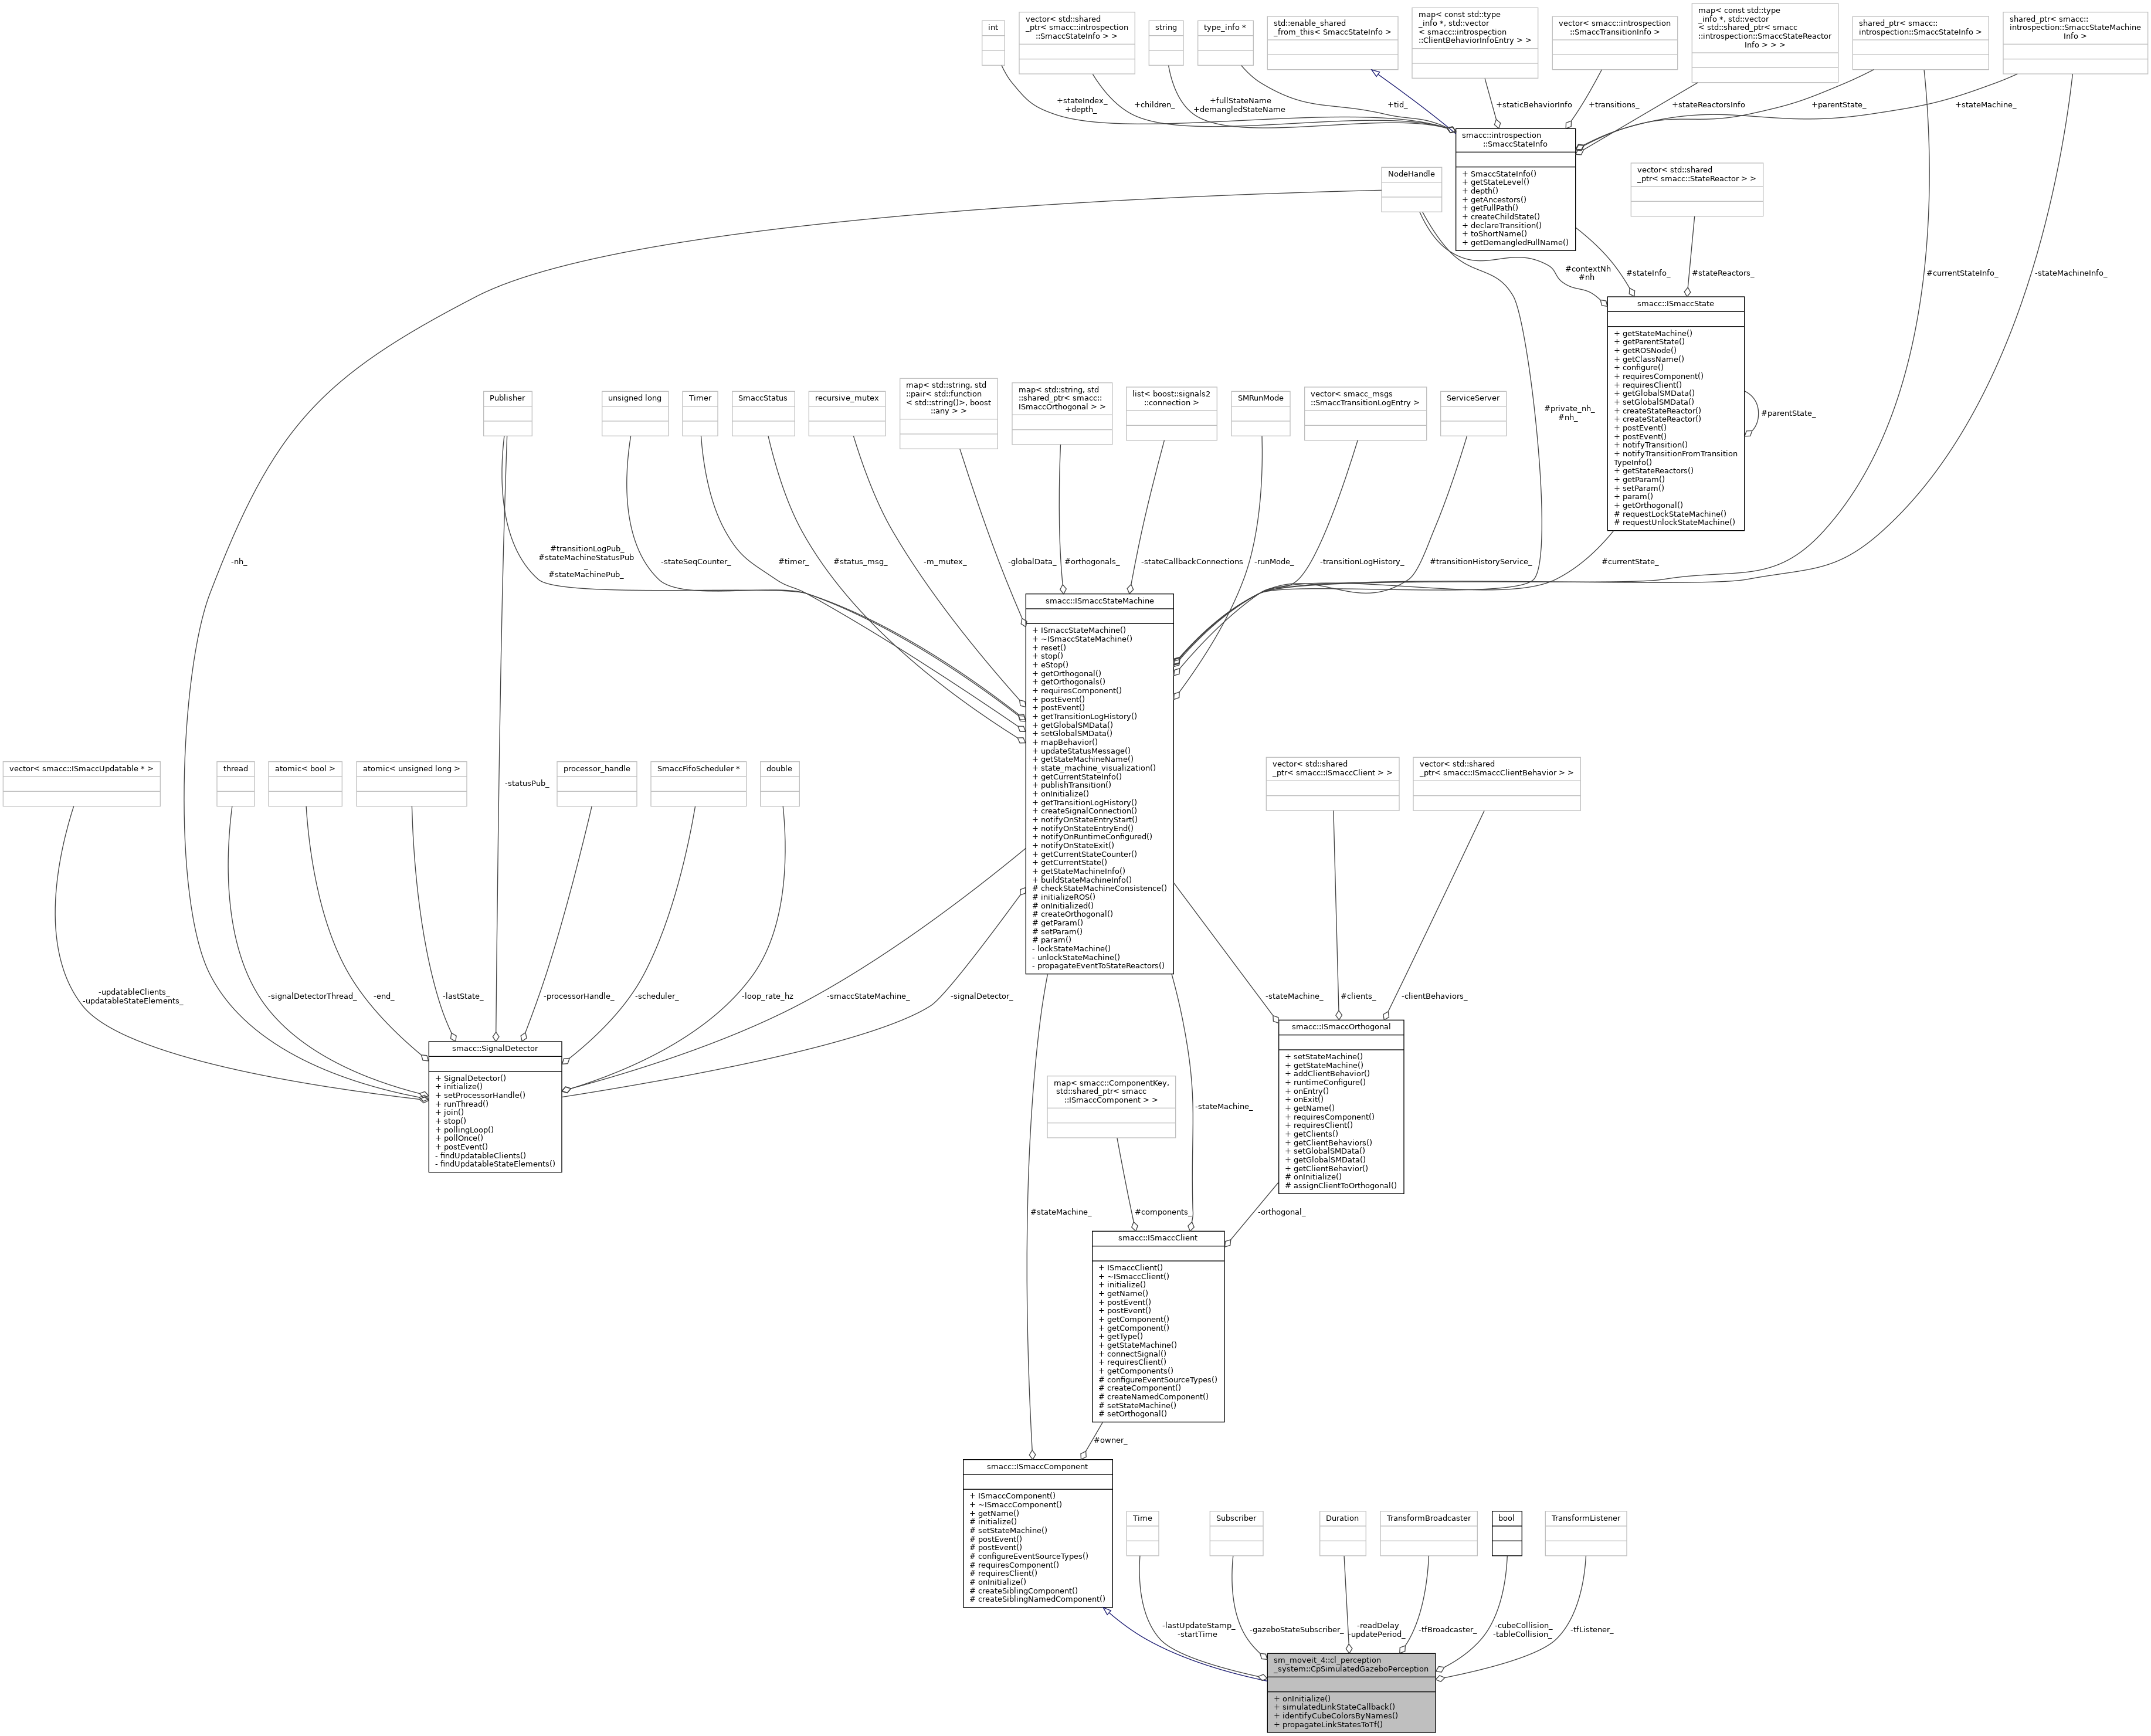 int
vector< std::shared
_ptr< smacc::introspection
::SmaccStateInfo > >
string
type_info *
std::enable_shared
_from_this< SmaccStateInfo >
map< const std::type
_info *, std::vector
< smacc::introspection
::ClientBehaviorInfoEntry > >
vector< smacc::introspection
::SmaccTransitionInfo >
map< const std::type
_info *, std::vector
< std::shared_ptr< smacc
::introspection::SmaccStateReactor
Info > > >
shared_ptr< smacc::
introspection::SmaccStateInfo >
shared_ptr< smacc::
introspection::SmaccStateMachine
Info >
+stateIndex_
+depth_
+children_
+fullStateName
+demangledStateName
+tid_
+staticBehaviorInfo
+transitions_
+stateReactorsInfo
+parentState_
+stateMachine_
smacc::introspection
::SmaccStateInfo
+ SmaccStateInfo()
+ getStateLevel()
+ depth()
+ getAncestors()
+ getFullPath()
+ createChildState()
+ declareTransition()
+ toShortName()
+ getDemangledFullName()
NodeHandle
vector< std::shared
_ptr< smacc::StateReactor > >
#contextNh
#nh
#stateInfo_
#stateReactors_
#currentStateInfo_
-stateMachineInfo_
smacc::ISmaccState
+ getStateMachine()
+ getParentState()
+ getROSNode()
+ getClassName()
+ configure()
+ requiresComponent()
+ requiresClient()
+ getGlobalSMData()
+ setGlobalSMData()
+ createStateReactor()
+ createStateReactor()
+ postEvent()
+ postEvent()
+ notifyTransition()
+ notifyTransitionFromTransition
TypeInfo()
+ getStateReactors()
+ getParam()
+ setParam()
+ param()
+ getOrthogonal()
# requestLockStateMachine()
# requestUnlockStateMachine()
#parentState_
Publisher
unsigned long
Timer
SmaccStatus
recursive_mutex
map< std::string, std
::pair< std::function
< std::string()>, boost
::any > >
map< std::string, std
::shared_ptr< smacc::
ISmaccOrthogonal > >
list< boost::signals2
::connection >
SMRunMode
vector< smacc_msgs
::SmaccTransitionLogEntry >
ServiceServer
#private_nh_
#nh_
-nh_
#transitionLogPub_
#stateMachineStatusPub
_
#stateMachinePub_
-stateSeqCounter_
#timer_
#status_msg_
-m_mutex_
-globalData_
#orthogonals_
-stateCallbackConnections
-runMode_
-transitionLogHistory_
#transitionHistoryService_
#currentState_
smacc::ISmaccStateMachine
+ ISmaccStateMachine()
+ ~ISmaccStateMachine()
+ reset()
+ stop()
+ eStop()
+ getOrthogonal()
+ getOrthogonals()
+ requiresComponent()
+ postEvent()
+ postEvent()
+ getTransitionLogHistory()
+ getGlobalSMData()
+ setGlobalSMData()
+ mapBehavior()
+ updateStatusMessage()
+ getStateMachineName()
+ state_machine_visualization()
+ getCurrentStateInfo()
+ publishTransition()
+ onInitialize()
+ getTransitionLogHistory()
+ createSignalConnection()
+ notifyOnStateEntryStart()
+ notifyOnStateEntryEnd()
+ notifyOnRuntimeConfigured()
+ notifyOnStateExit()
+ getCurrentStateCounter()
+ getCurrentState()
+ getStateMachineInfo()
+ buildStateMachineInfo()
# checkStateMachineConsistence()
# initializeROS()
# onInitialized()
# createOrthogonal()
# getParam()
# setParam()
# param()
- lockStateMachine()
- unlockStateMachine()
- propagateEventToStateReactors()
vector< smacc::ISmaccUpdatable * >
thread
atomic< bool >
atomic< unsigned long >
-statusPub_
processor_handle
SmaccFifoScheduler *
double
vector< std::shared
_ptr< smacc::ISmaccClient > >
vector< std::shared
_ptr< smacc::ISmaccClientBehavior > >
-updatableClients_
-updatableStateElements_
-signalDetectorThread_
-end_
-lastState_
-processorHandle_
-scheduler_
-loop_rate_hz
-smaccStateMachine_
-signalDetector_
-stateMachine_
#clients_
-clientBehaviors_
smacc::SignalDetector
+ SignalDetector()
+ initialize()
+ setProcessorHandle()
+ runThread()
+ join()
+ stop()
+ pollingLoop()
+ pollOnce()
+ postEvent()
- findUpdatableClients()
- findUpdatableStateElements()
smacc::ISmaccOrthogonal
+ setStateMachine()
+ getStateMachine()
+ addClientBehavior()
+ runtimeConfigure()
+ onEntry()
+ onExit()
+ getName()
+ requiresComponent()
+ requiresClient()
+ getClients()
+ getClientBehaviors()
+ setGlobalSMData()
+ getGlobalSMData()
+ getClientBehavior()
# onInitialize()
# assignClientToOrthogonal()
map< smacc::ComponentKey,
std::shared_ptr< smacc
::ISmaccComponent > >
-stateMachine_
#stateMachine_
#components_
-orthogonal_
smacc::ISmaccClient
+ ISmaccClient()
+ ~ISmaccClient()
+ initialize()
+ getName()
+ postEvent()
+ postEvent()
+ getComponent()
+ getComponent()
+ getType()
+ getStateMachine()
+ connectSignal()
+ requiresClient()
+ getComponents()
# configureEventSourceTypes()
# createComponent()
# createNamedComponent()
# setStateMachine()
# setOrthogonal()
#owner_
smacc::ISmaccComponent
+ ISmaccComponent()
+ ~ISmaccComponent()
+ getName()
# initialize()
# setStateMachine()
# postEvent()
# postEvent()
# configureEventSourceTypes()
# requiresComponent()
# requiresClient()
# onInitialize()
# createSiblingComponent()
# createSiblingNamedComponent()
Time
Subscriber
Duration
TransformBroadcaster
bool
TransformListener
-lastUpdateStamp_
-startTime
-gazeboStateSubscriber_
-readDelay
-updatePeriod_
-tfBroadcaster_
-cubeCollision_
-tableCollision_
-tfListener_
sm_moveit_4::cl_perception
_system::CpSimulatedGazeboPerception
+ onInitialize()
+ simulatedLinkStateCallback()
+ identifyCubeColorsByNames()
+ propagateLinkStatesToTf()